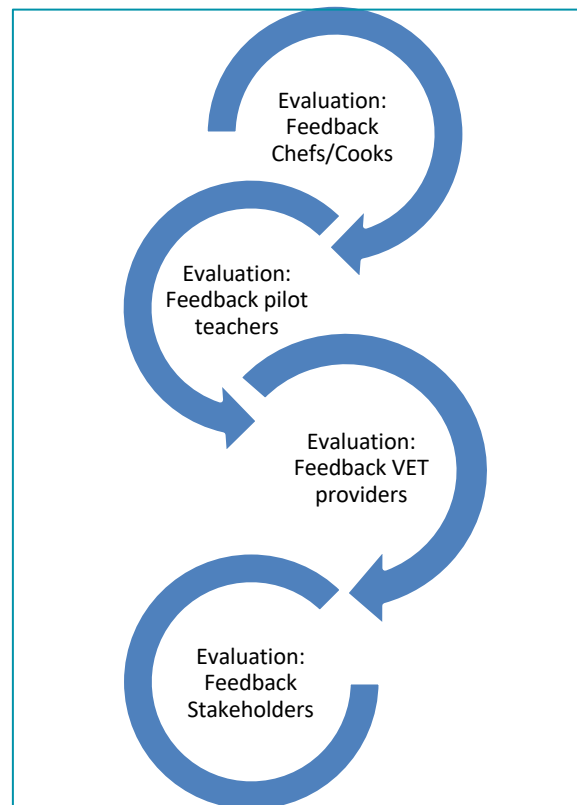 Evaluation:
Feedback
Chefs/Cooks
Evaluation:
Feedback pilot
teachers
Evaluation:
Feedback VET
providers
Evaluation:
Feedback
Stakeholders